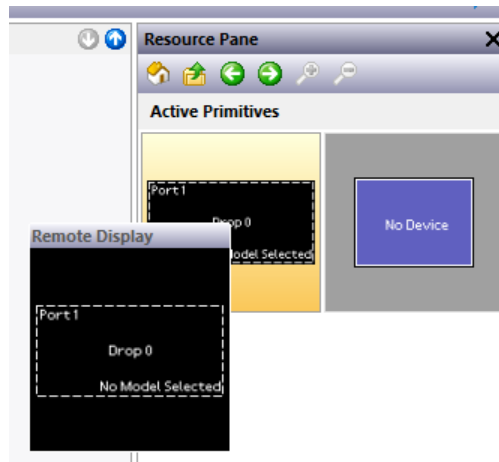 Resource Pane
Active Primitives
Port1
Drop 0
Model Selected
No Device
Remote Display
Port1
Drop 0
No Model Selected